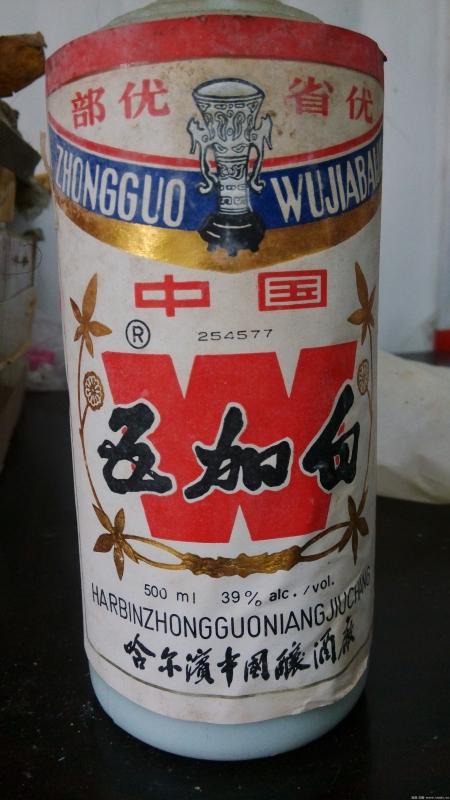 部优 省优
ZHONGGUO WUJIABAI
中国
® 254577
W
五加白
500 ml 39% alc./vol.
HARBINZHONGGUONIANGJIUCHANG
哈尔滨中国酿酒厰